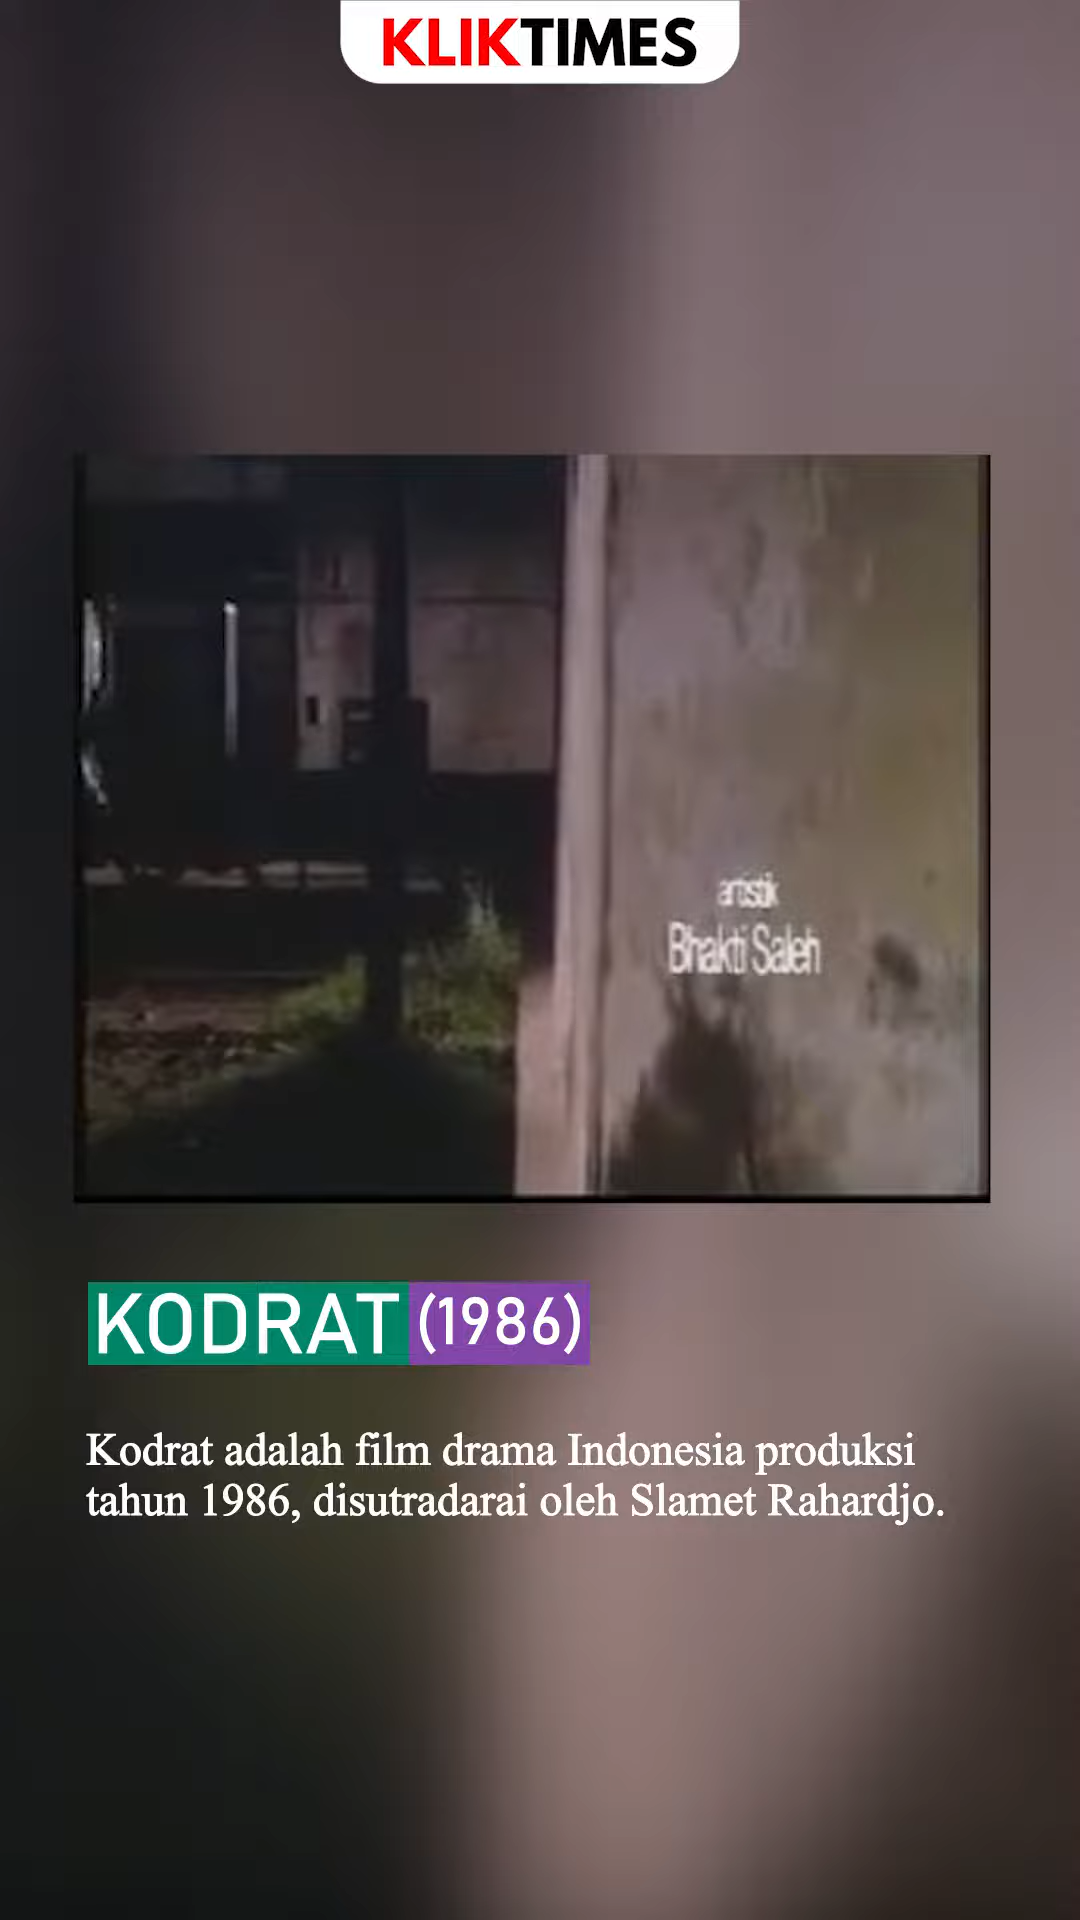 KLIKTIMES
artistik
Bhakti Saleh
KODRAT (1986)
Kodrat adalah film drama Indonesia produksi
tahun 1986, disutradarai oleh Slamet Rahardjo.